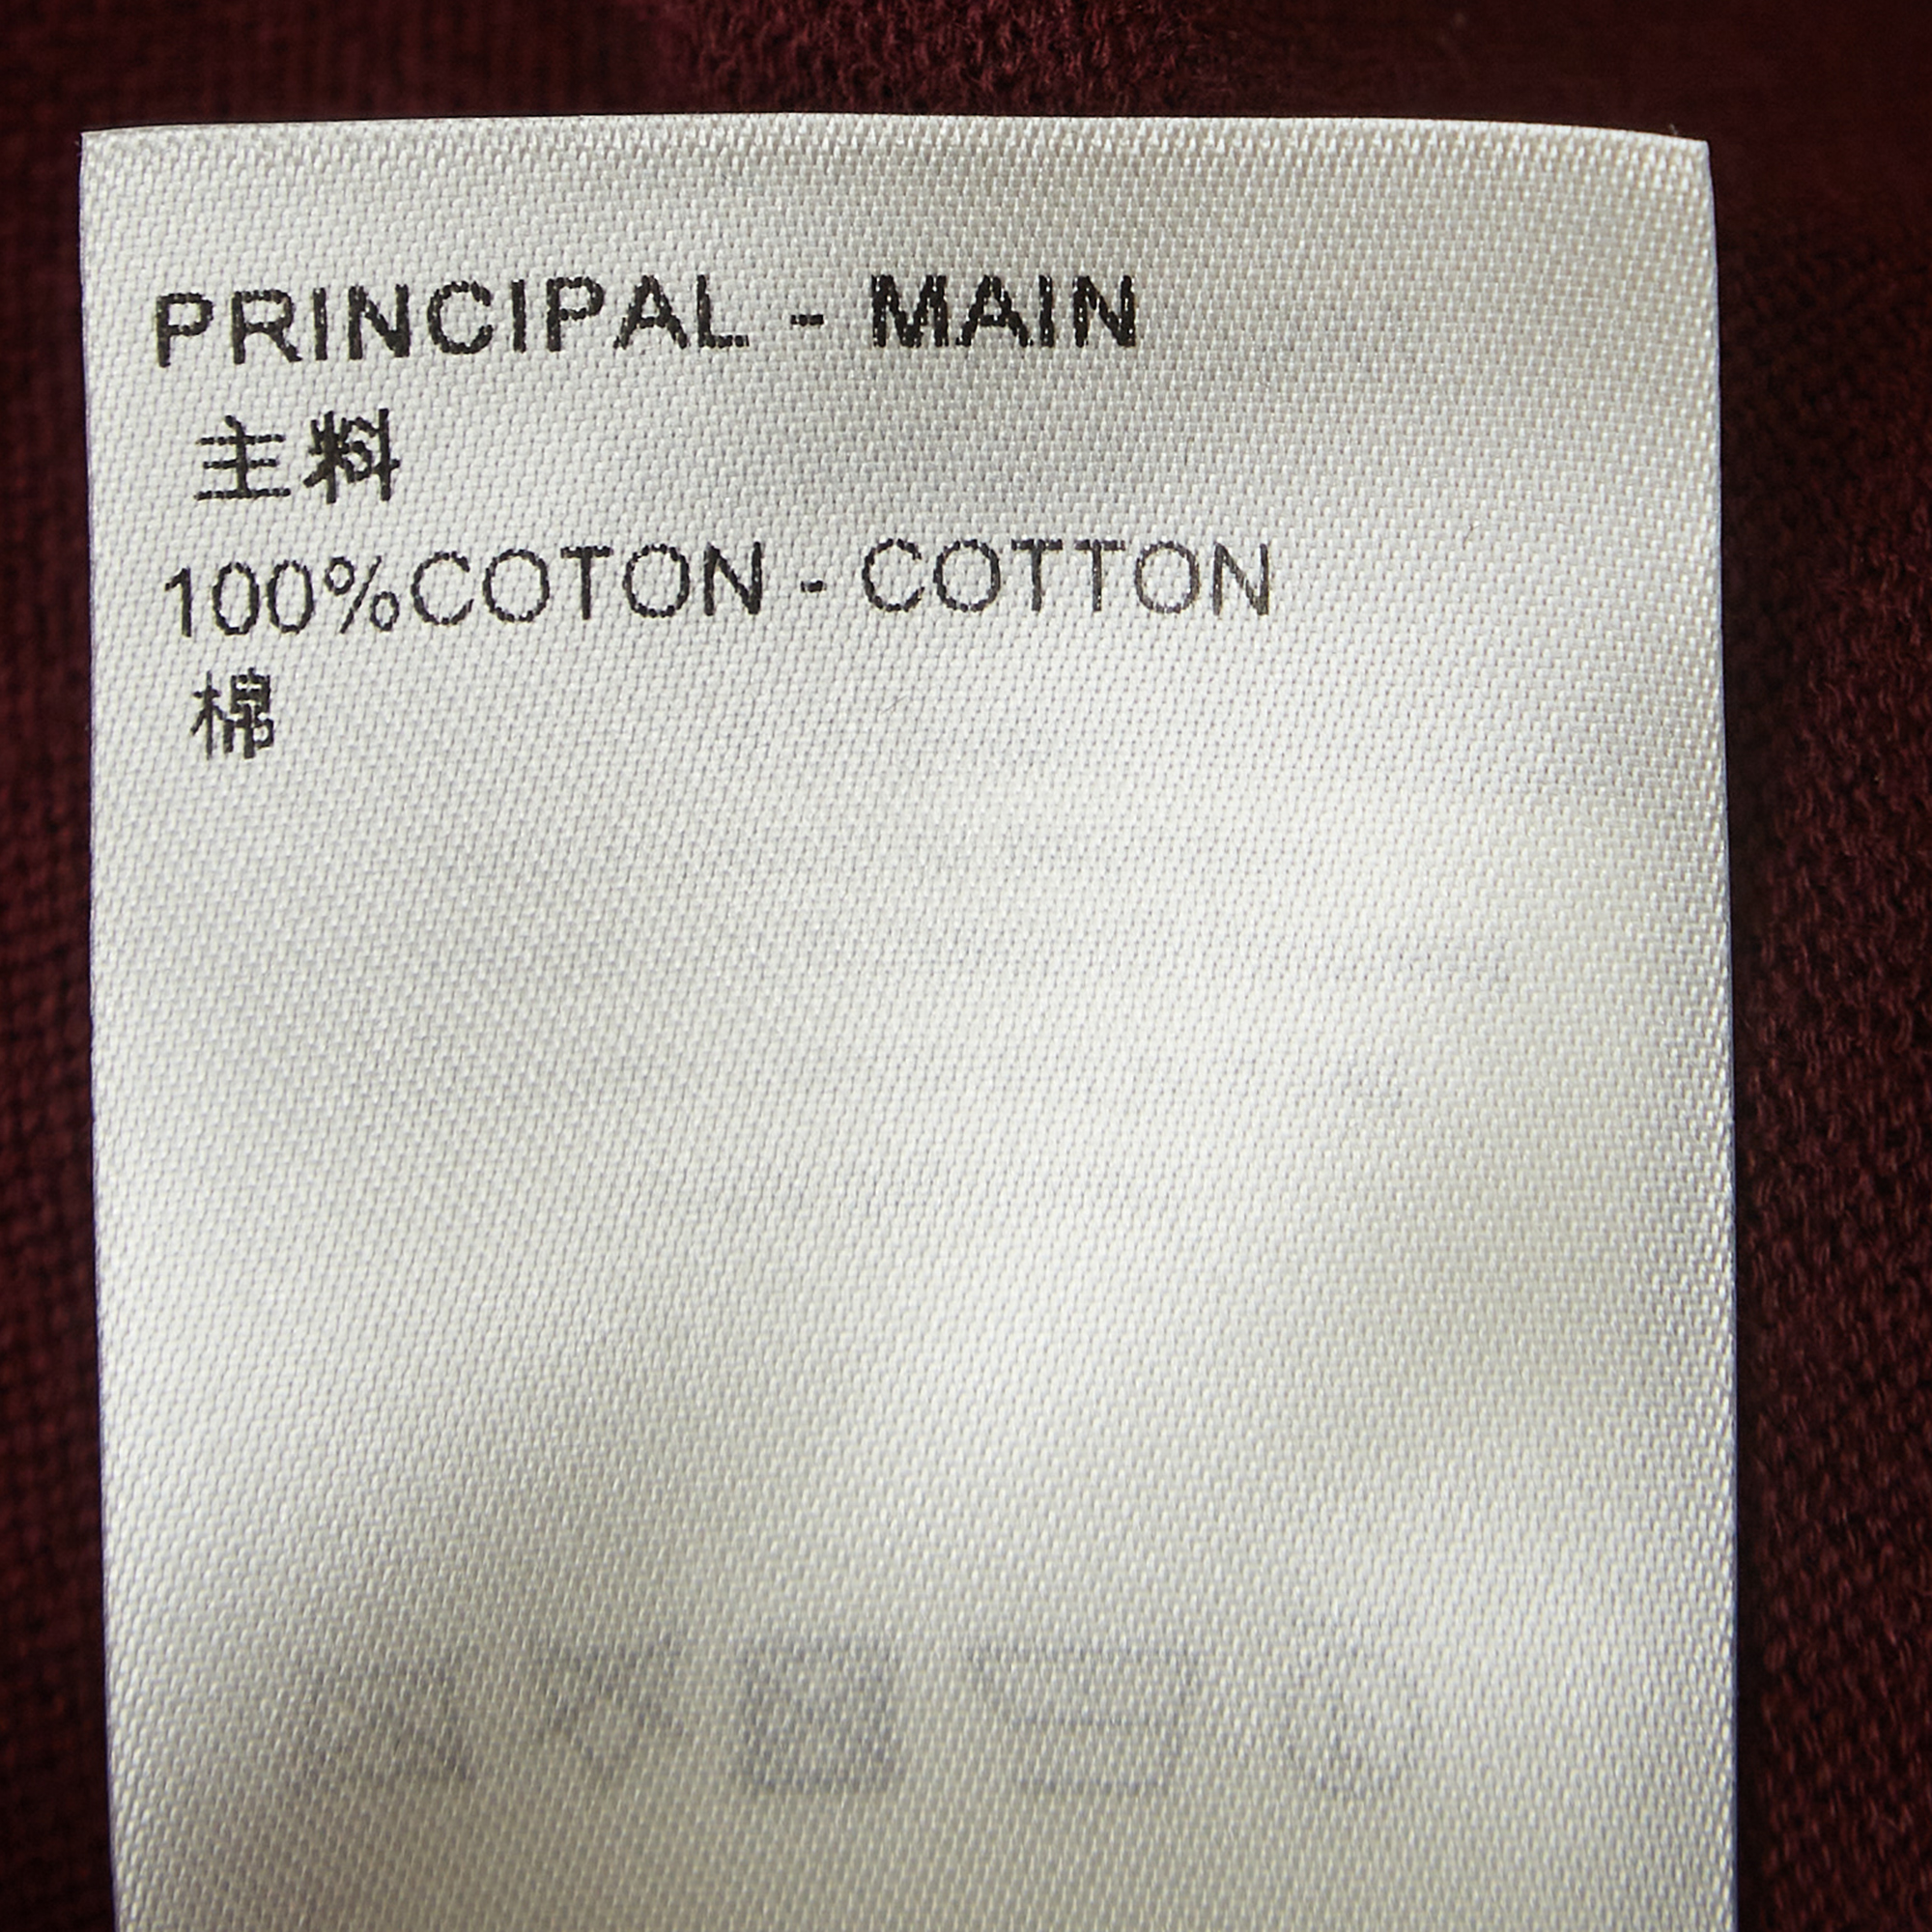 PRINCIPAL - MAIN
主料
100%COTON - COTTON
棉